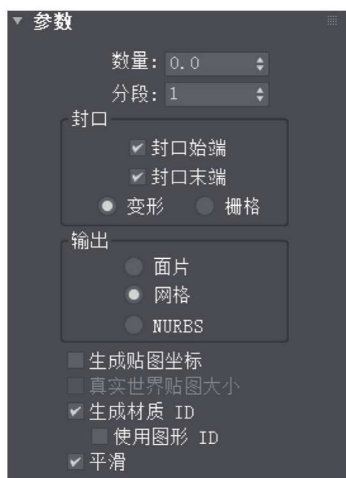 参数
数量: 0.0
分段: 1
封口
封口始端
封口末端
变形 栅格
输出
面片
网格
NURBS
生成贴图坐标
真实世界贴图大小
生成材质 ID
使用图形 ID
平滑